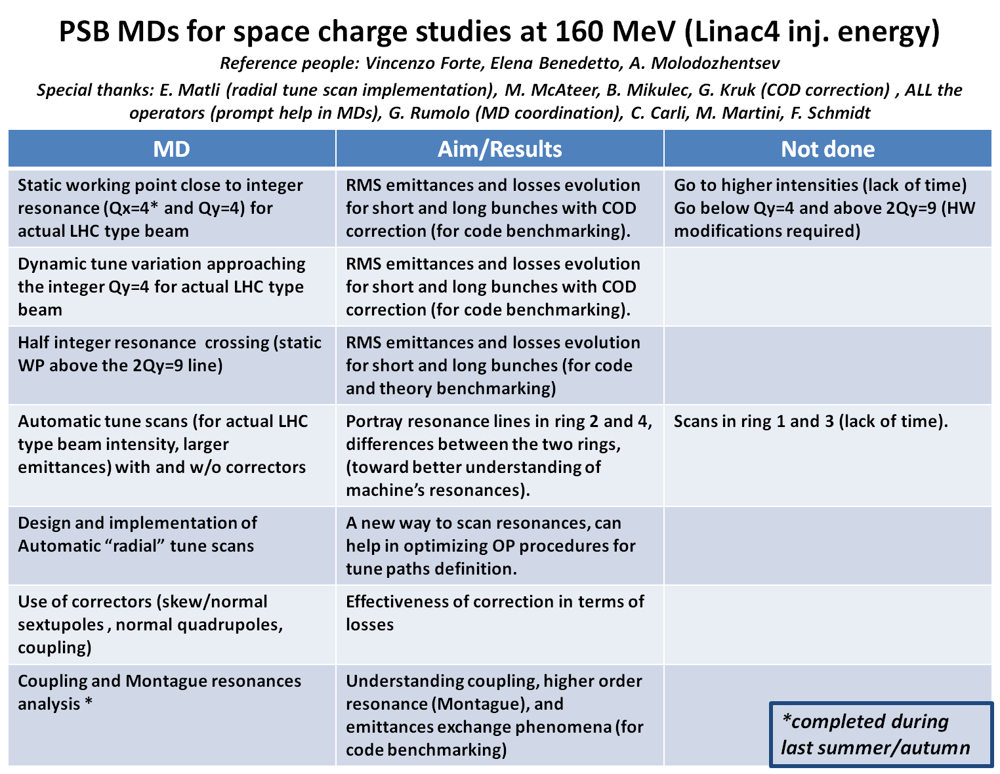 PSB MDs for space charge studies at 160 MeV (Linac4 inj. energy)
Reference people: Vincenzo Forte, Elena Benedetto, A. Molodozhentsev
Special thanks: E. Matli (radial tune scan implementation), M. McAteer, B. Mikulec, G. Kruk (COD correction) , ALL the
operators (prompt help in MDs), G. Rumolo (MD coordination), C. Carli, M. Martini, F. Schmidt
MD
Aim/Results
Not done
Static working point close to integer
resonance (Qx=4* and Qy=4) for
actual LHC type beam
RMS emittances and losses evolution
for short and long bunches with COD
correction (for code benchmarking).
Go to higher intensities (lack of time)
Go below Qy=4 and above 2Qy=9 (HW
modifications required)
Dynamic tune variation approaching
the integer Qy=4 for actual LHC type
beam
RMS emittances and losses evolution
for short and long bunches with COD
correction (for code benchmarking).
Half integer resonance  crossing (static
WP above the 2Qy=9 line)
RMS emittances and losses evolution
for short and long bunches (for code
and theory benchmarking)
Automatic tune scans (for actual LHC
type beam intensity, larger
emittances) with and w/o correctors
Portray resonance lines in ring 2 and 4,
differences between the two rings,
(toward better understanding of
machine’s resonances).
Scans in ring 1 and 3 (lack of time).
Design and implementation of
Automatic “radial” tune scans
A new way to scan resonances, can
help in optimizing OP procedures for
tune paths definition.
Use of correctors (skew/normal
sextupoles , normal quadrupoles,
coupling)
Effectiveness of correction in terms of
losses
Coupling and Montague resonances
analysis *
Understanding coupling, higher order
resonance (Montague), and
emittances exchange phenomena (for
code benchmarking)
*completed during
last summer/autumn